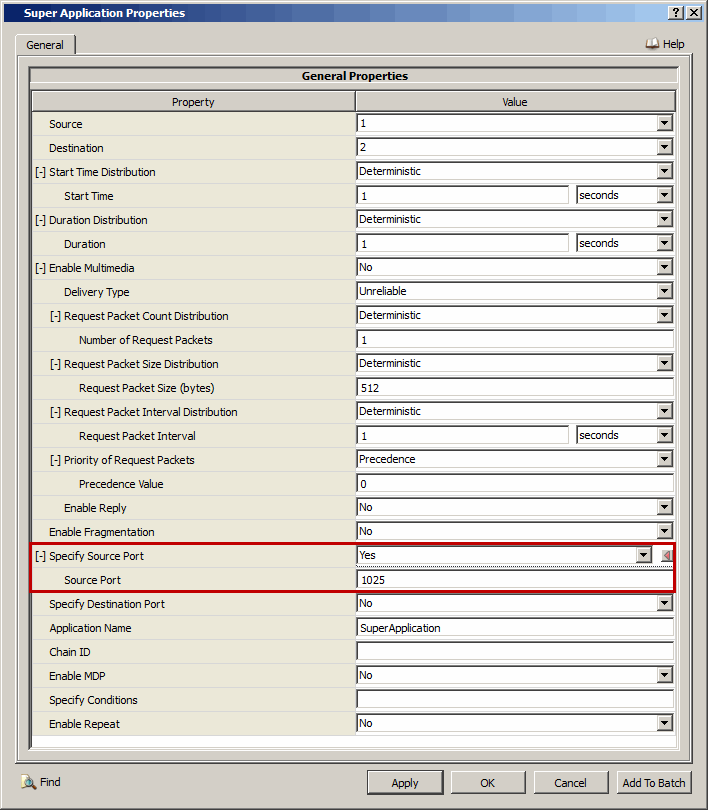 Super Application Properties
General
Help
General Properties
Property Value
Source 1
Destination 2
[-] Start Time Distribution Deterministic
Start Time 1 seconds
[-] Duration Distribution Deterministic
Duration 1 seconds
[-] Enable Multimedia No
Delivery Type Unreliable
[-] Request Packet Count Distribution Deterministic
Number of Request Packets 1
[-] Request Packet Size Distribution Deterministic
Request Packet Size (bytes) 512
[-] Request Packet Interval Distribution Deterministic
Request Packet Interval 1 seconds
[-] Priority of Request Packets Precedence
Precedence Value 0
Enable Reply No
Enable Fragmentation No
[-] Specify Source Port Yes
Source Port 1025
Specify Destination Port No
Application Name SuperApplication
Chain ID
Enable MDP No
Specify Conditions
Enable Repeat No
Find Apply OK Cancel Add To Batch